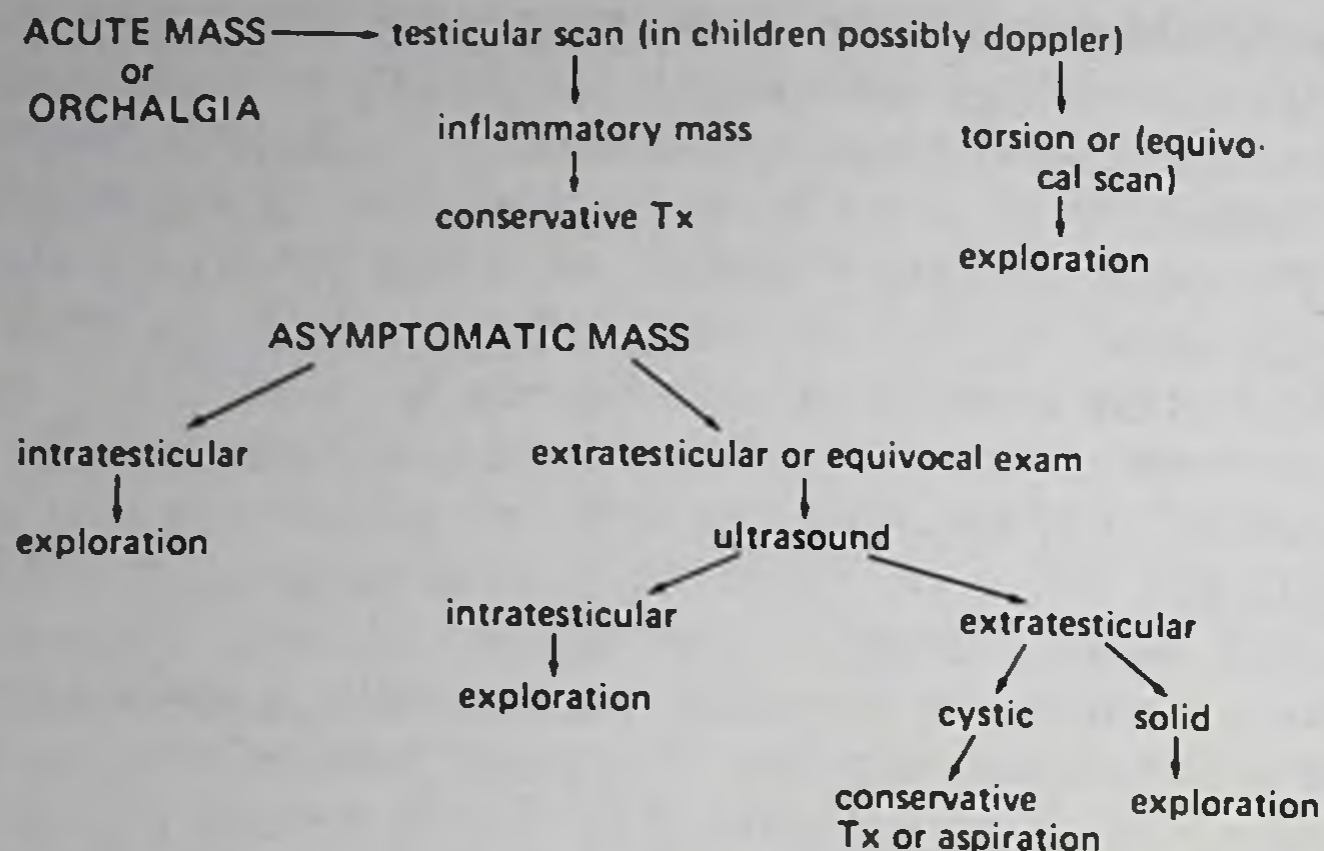 ACUTE MASS
or
ORCHALGIA
testicular scan (in children possibly doppler)
inflammatory mass
conservative Tx
torsion or (equivo-
cal scan)
exploration
ASYMPTOMATIC MASS
intratesticular
exploration
extratesticular or equivocal exam
ultrasound
intratesticular
exploration
extratesticular
cystic
solid
conservative
Tx or aspiration
exploration